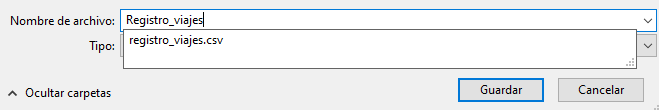 Nombre de archivo: Registro_viajes
registro_viajes.csv
Tipo:
Ocultar carpetas
Guardar
Cancelar